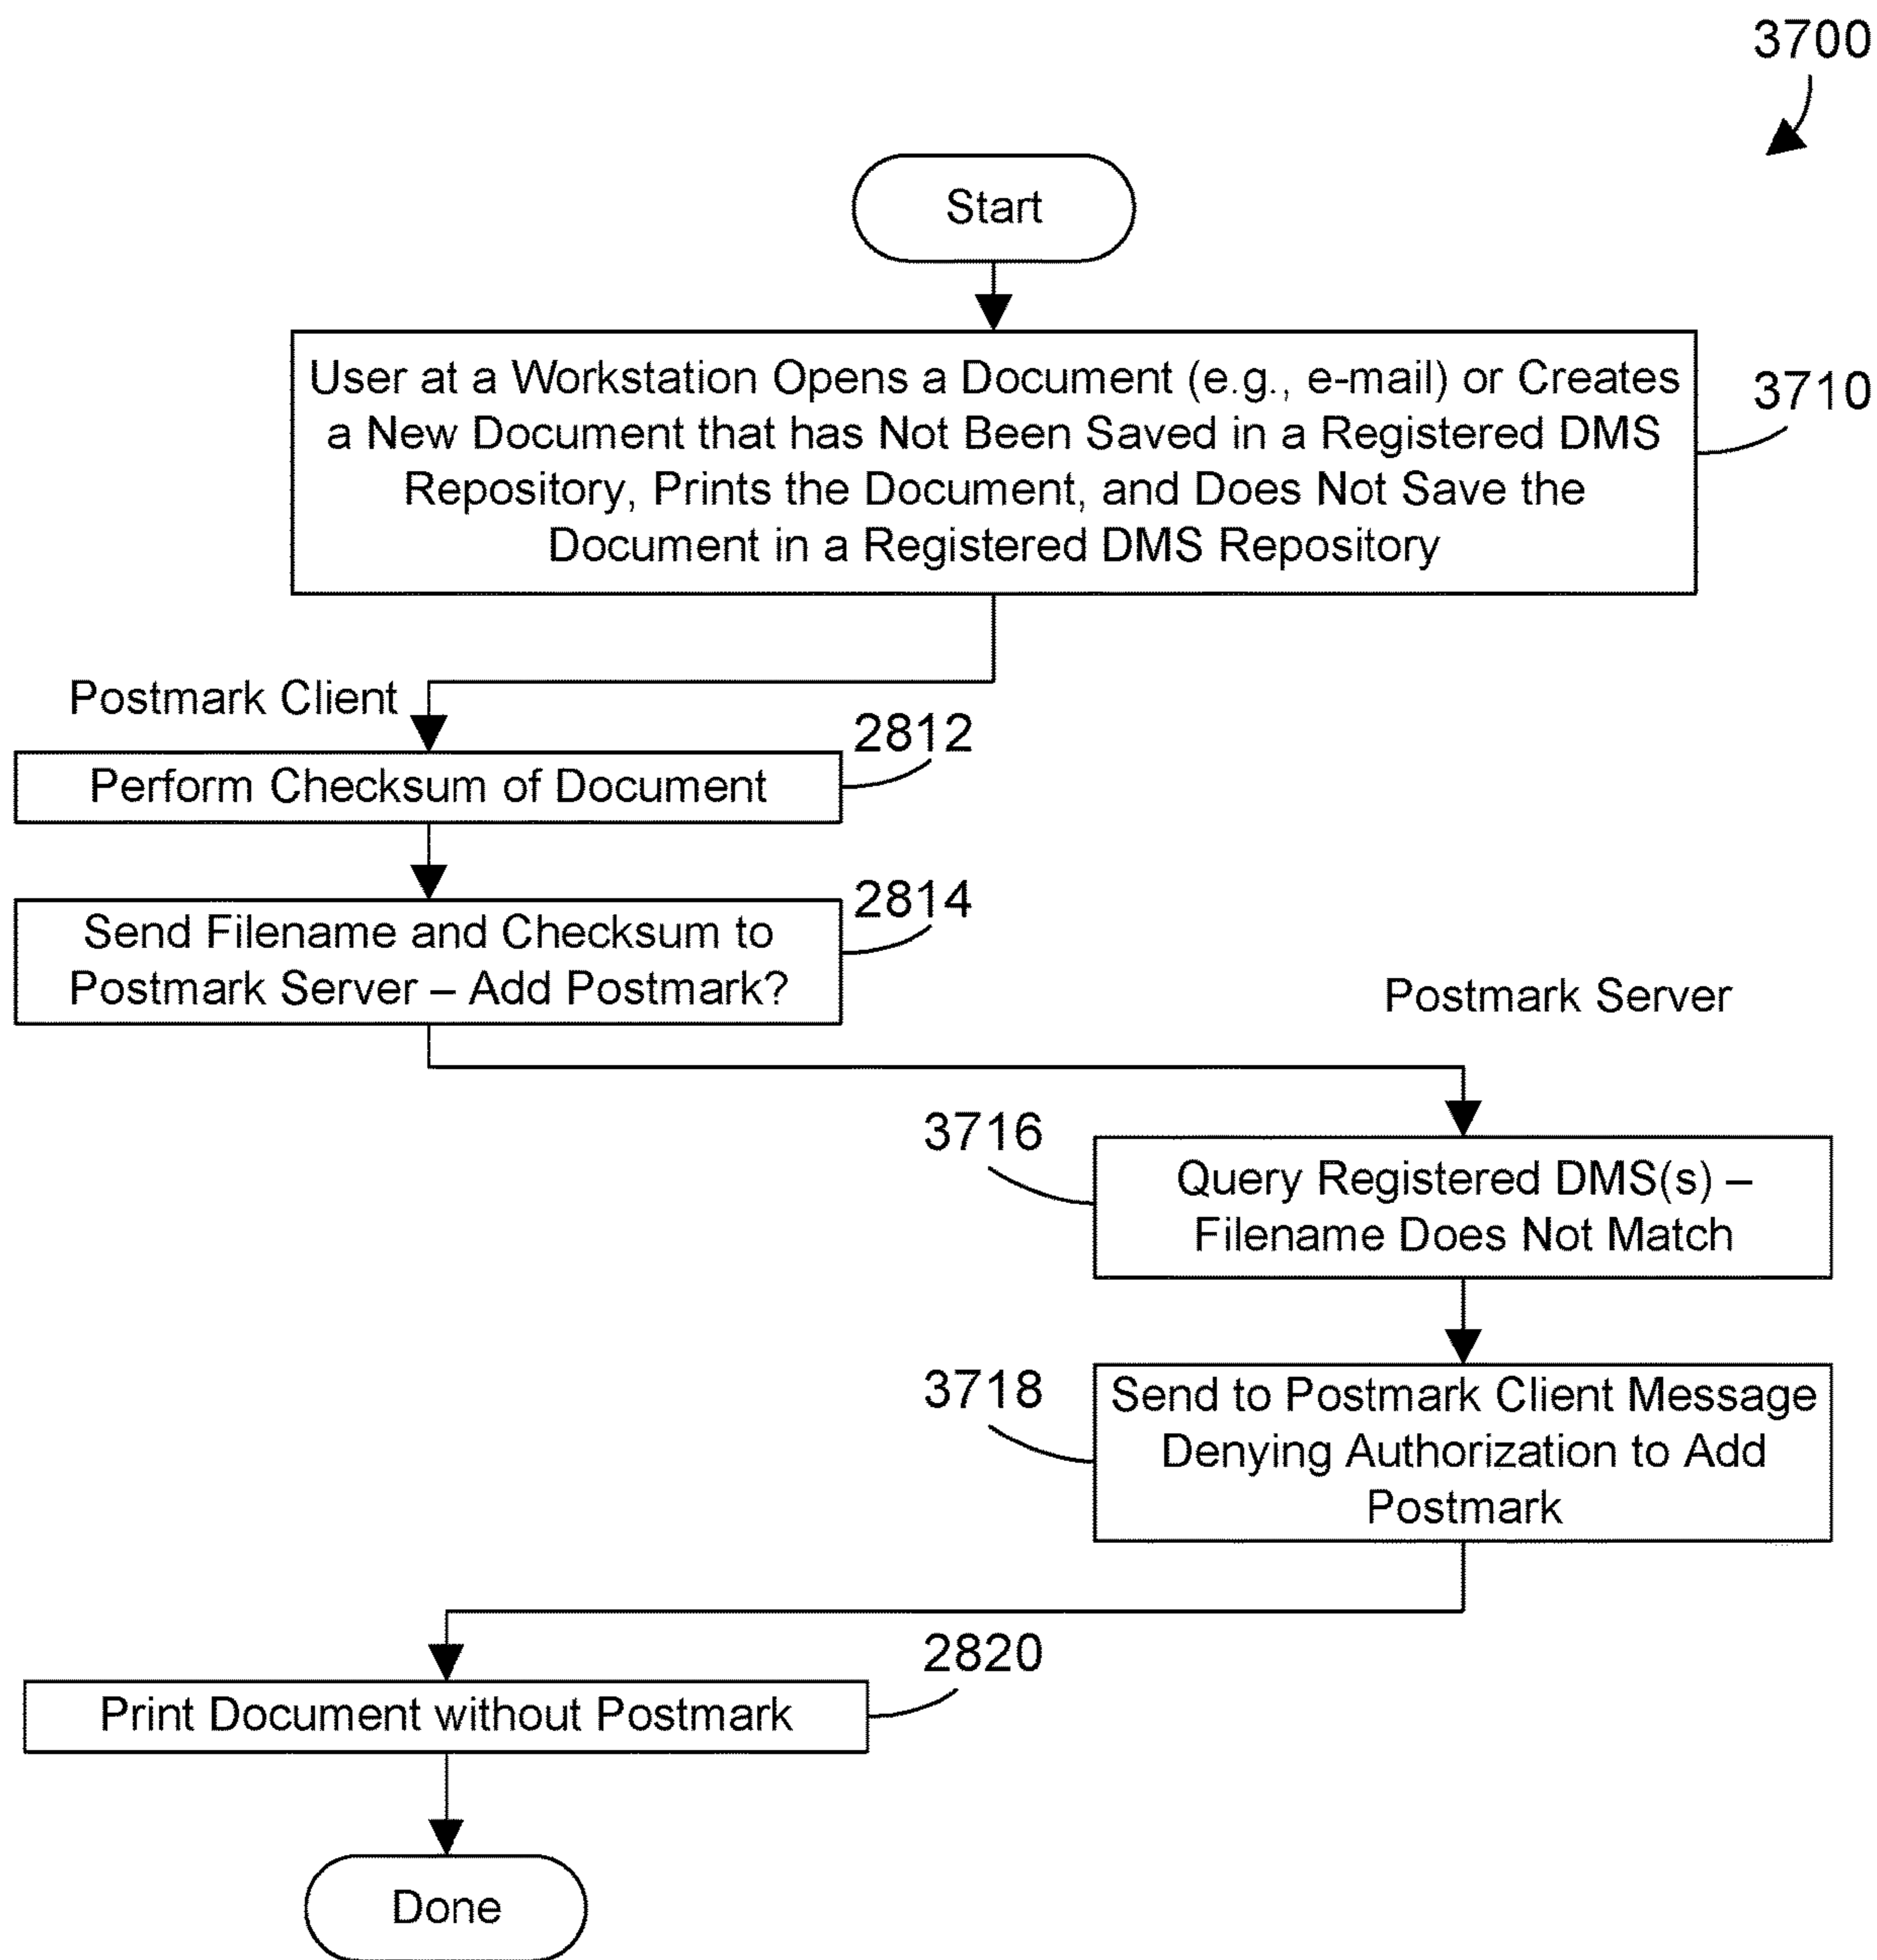 3700
Start
User at a Workstation Opens a Document (e.g., e-mail) or Creates
a New Document that has Not Been Saved in a Registered DMS
Repository, Prints the Document, and Does Not Save the
Document in a Registered DMS Repository
3710
Postmark Client
2812
Perform Checksum of Document
2814
Send Filename and Checksum to
Postmark Server – Add Postmark?
Postmark Server
3716
Query Registered DMS(s) –
Filename Does Not Match
3718
Send to Postmark Client Message
Denying Authorization to Add
Postmark
2820
Print Document without Postmark
Done